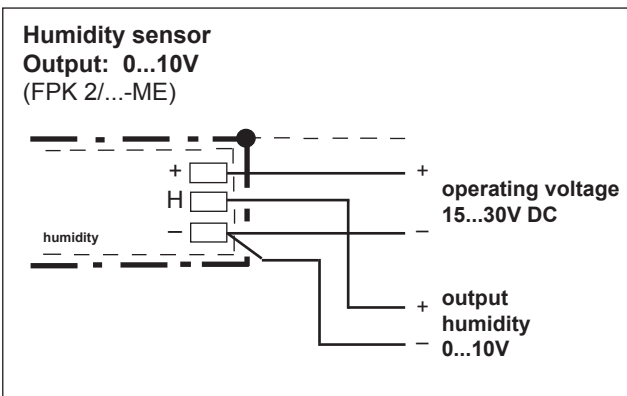 Humidity sensor
Output: 0...10V
(FPK 2/...-ME)
+
H
–
humidity
+
operating voltage
15...30V DC
–
+
output
humidity
0...10V
–